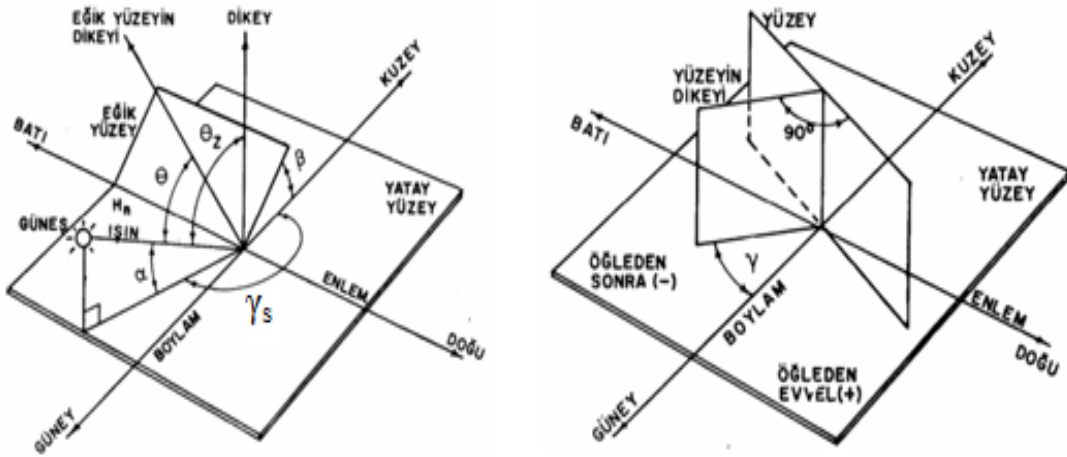 EĞİK YÜZEYİN
DİKEYİ
DİKEY
KUZEY
EĞİK
YÜZEY
BATI
θz
θ
β
YATAY
YÜZEY
GÜNEŞ
Hn
IŞIN
α
γs
ENLEM
BOYLAM
DOĞU
GÜNEY
YÜZEY
YÜZEYİN
DİKEYİ
KUZEY
90°
BATI
YATAY
YÜZEY
ÖĞLEDEN
SONRA (-)
γ
BOYLAM
ENLEM
DOĞU
ÖĞLEDEN
EVVEL(+)
GÜNEY